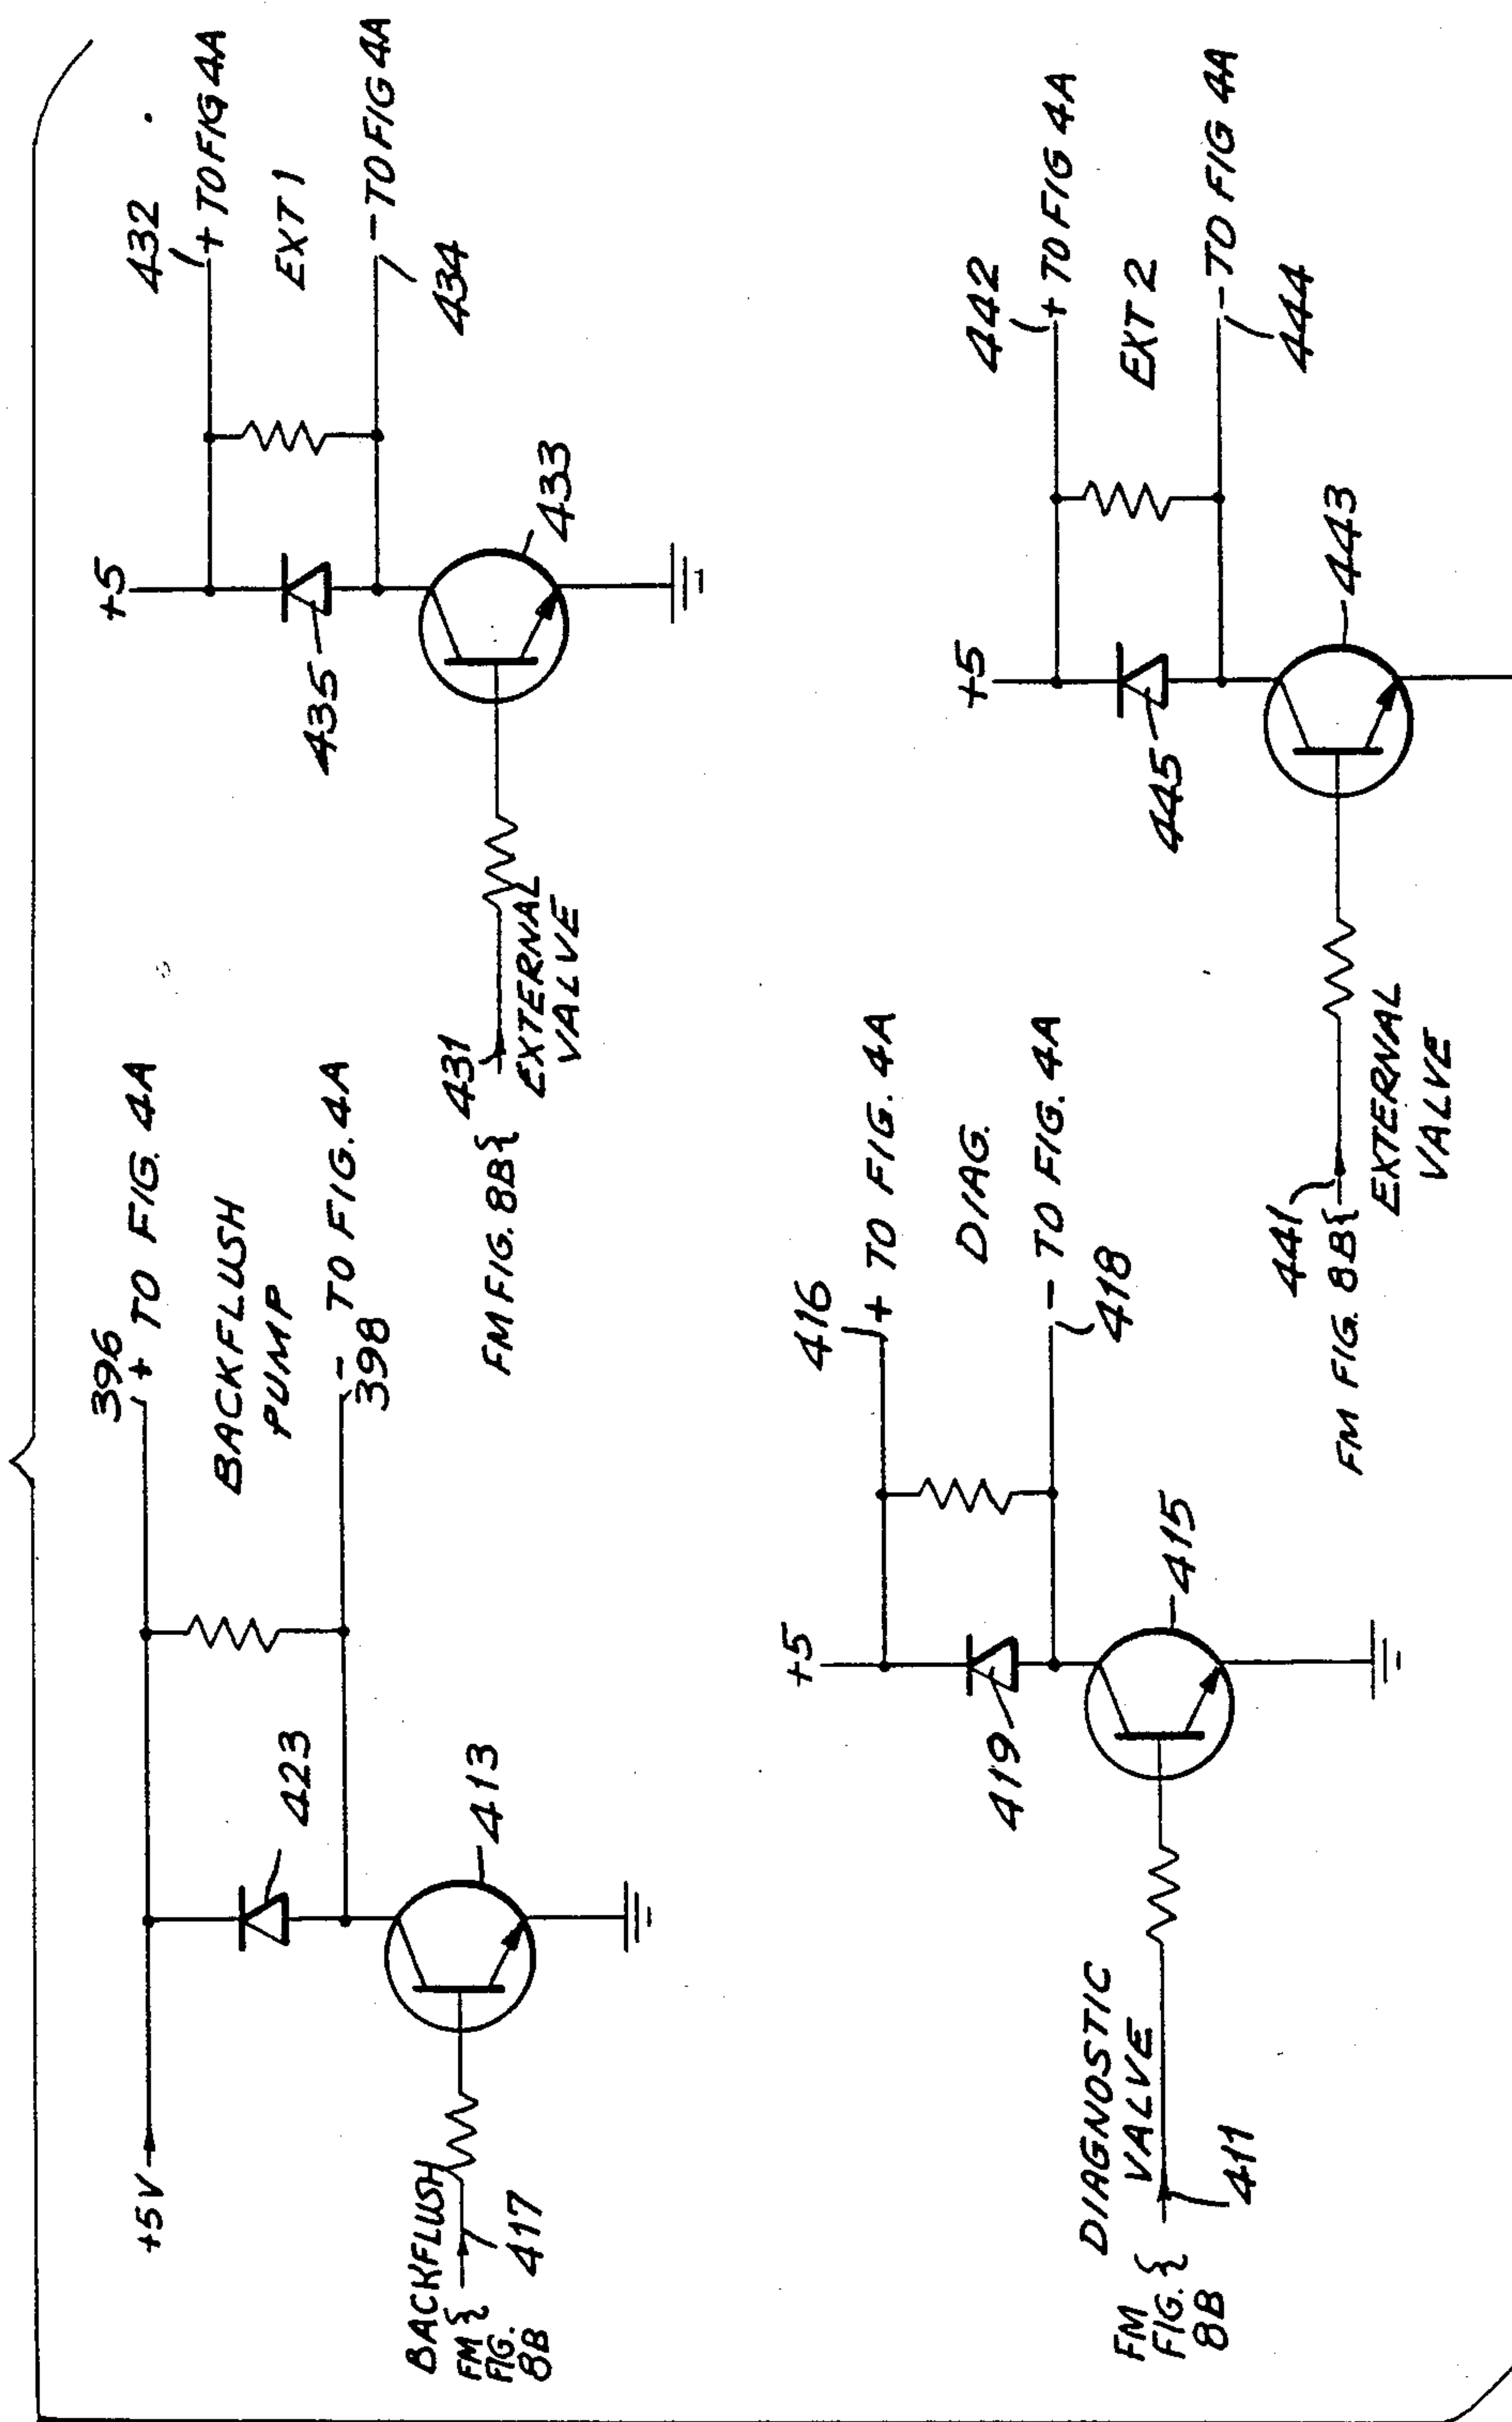 +5V
396
+ TO FIG. 4A
BACKFLUSH
PUMP
- TO FIG. 4A
398
423
413
BACKFLUSH
FM
FIG.
8B
417
+5
432
+ TO FIG 4A
EXT 1
- TO FIG 4A
434
435
433
FM FIG. 8B
431
EXTERNAL
VALVE
+5
416
+ TO FIG. 4A
DIAG.
- TO FIG. 4A
418
419
415
DIAGNOSTIC
VALVE
FM
FIG.
8B
411
+5
442
+ TO FIG 4A
EXT 2
- TO FIG 4A
444
445
443
441
FM FIG. 8B
EXTERNAL
VALVE